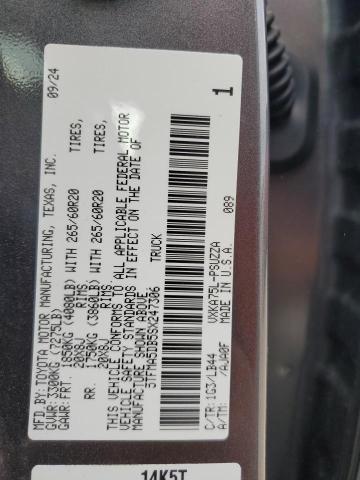 09/24
MFD.BY:TOYOTA MOTOR MANUFACTURING, TEXAS, INC.
GVWR: 3300KG (7275LB)
GAWR: FRT. 1850KG (4080LB) WITH 265/60R20 TIRES,
20X8J RIMS,
RR. 1750KG (3860LB) WITH 265/60R20 TIRES,
20X8J RIMS.
THIS VEHICLE CONFORMS TO ALL APPLICABLE FEDERAL MOTOR
VEHICLE SAFETY STANDARDS IN EFFECT ON THE DATE OF
MANUFACTURE SHOWN ABOVE.
5TFMA5DB5SX247306 TRUCK
1
C/TR:1G3/LB44
A/TM: /AJA0F
089
VXKA75L-PSUZZA
MADE IN U.S.A.
14K5T